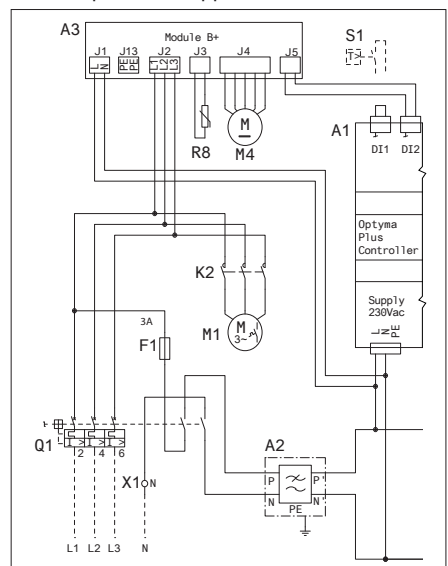 A3
Module B+
S1
J1 J13 J2 J3 J4 J5
L N PE PE L1 L2 L3
T>
A1
M
R8 M4
DI1 DI2
Optyma
Plus
Controller
K2
Supply
230Vac
L N PE
3A
F1
M1
M
3~
Q1
I > I > I >
2 4 6
A2
X1 N
P P'
N N'
PE
L1 L2 L3 N